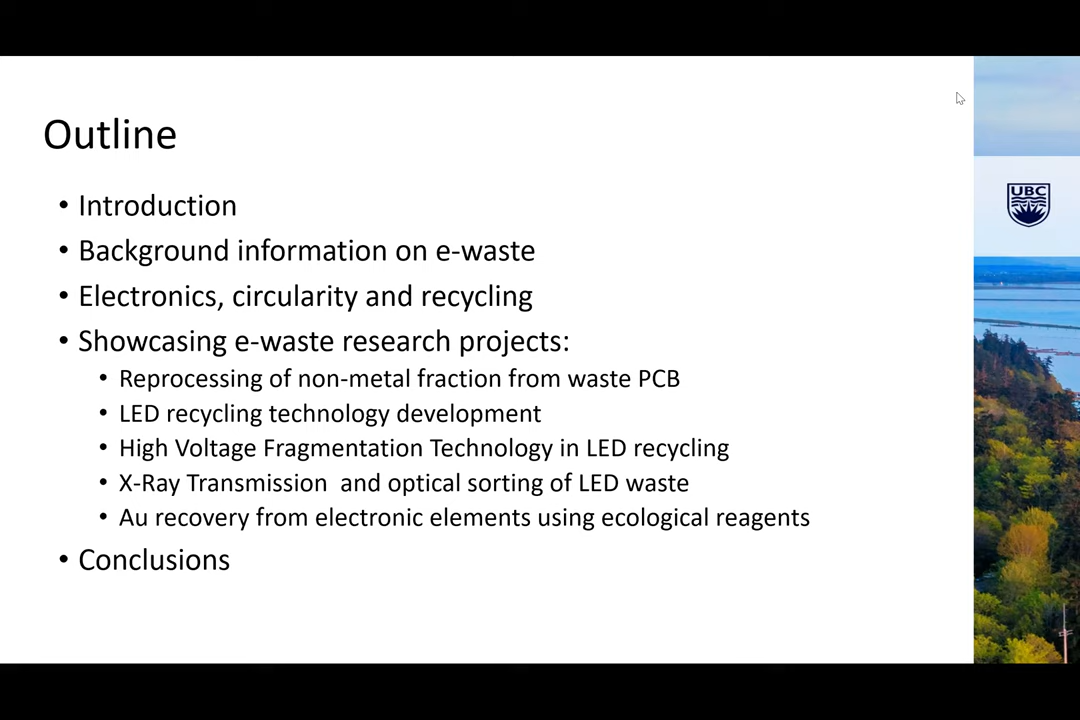 Outline
• Introduction
• Background information on e-waste
• Electronics, circularity and recycling
• Showcasing e-waste research projects:
• Reprocessing of non-metal fraction from waste PCB
• LED recycling technology development
• High Voltage Fragmentation Technology in LED recycling
• X-Ray Transmission  and optical sorting of LED waste
• Au recovery from electronic elements using ecological reagents
• Conclusions
UBC